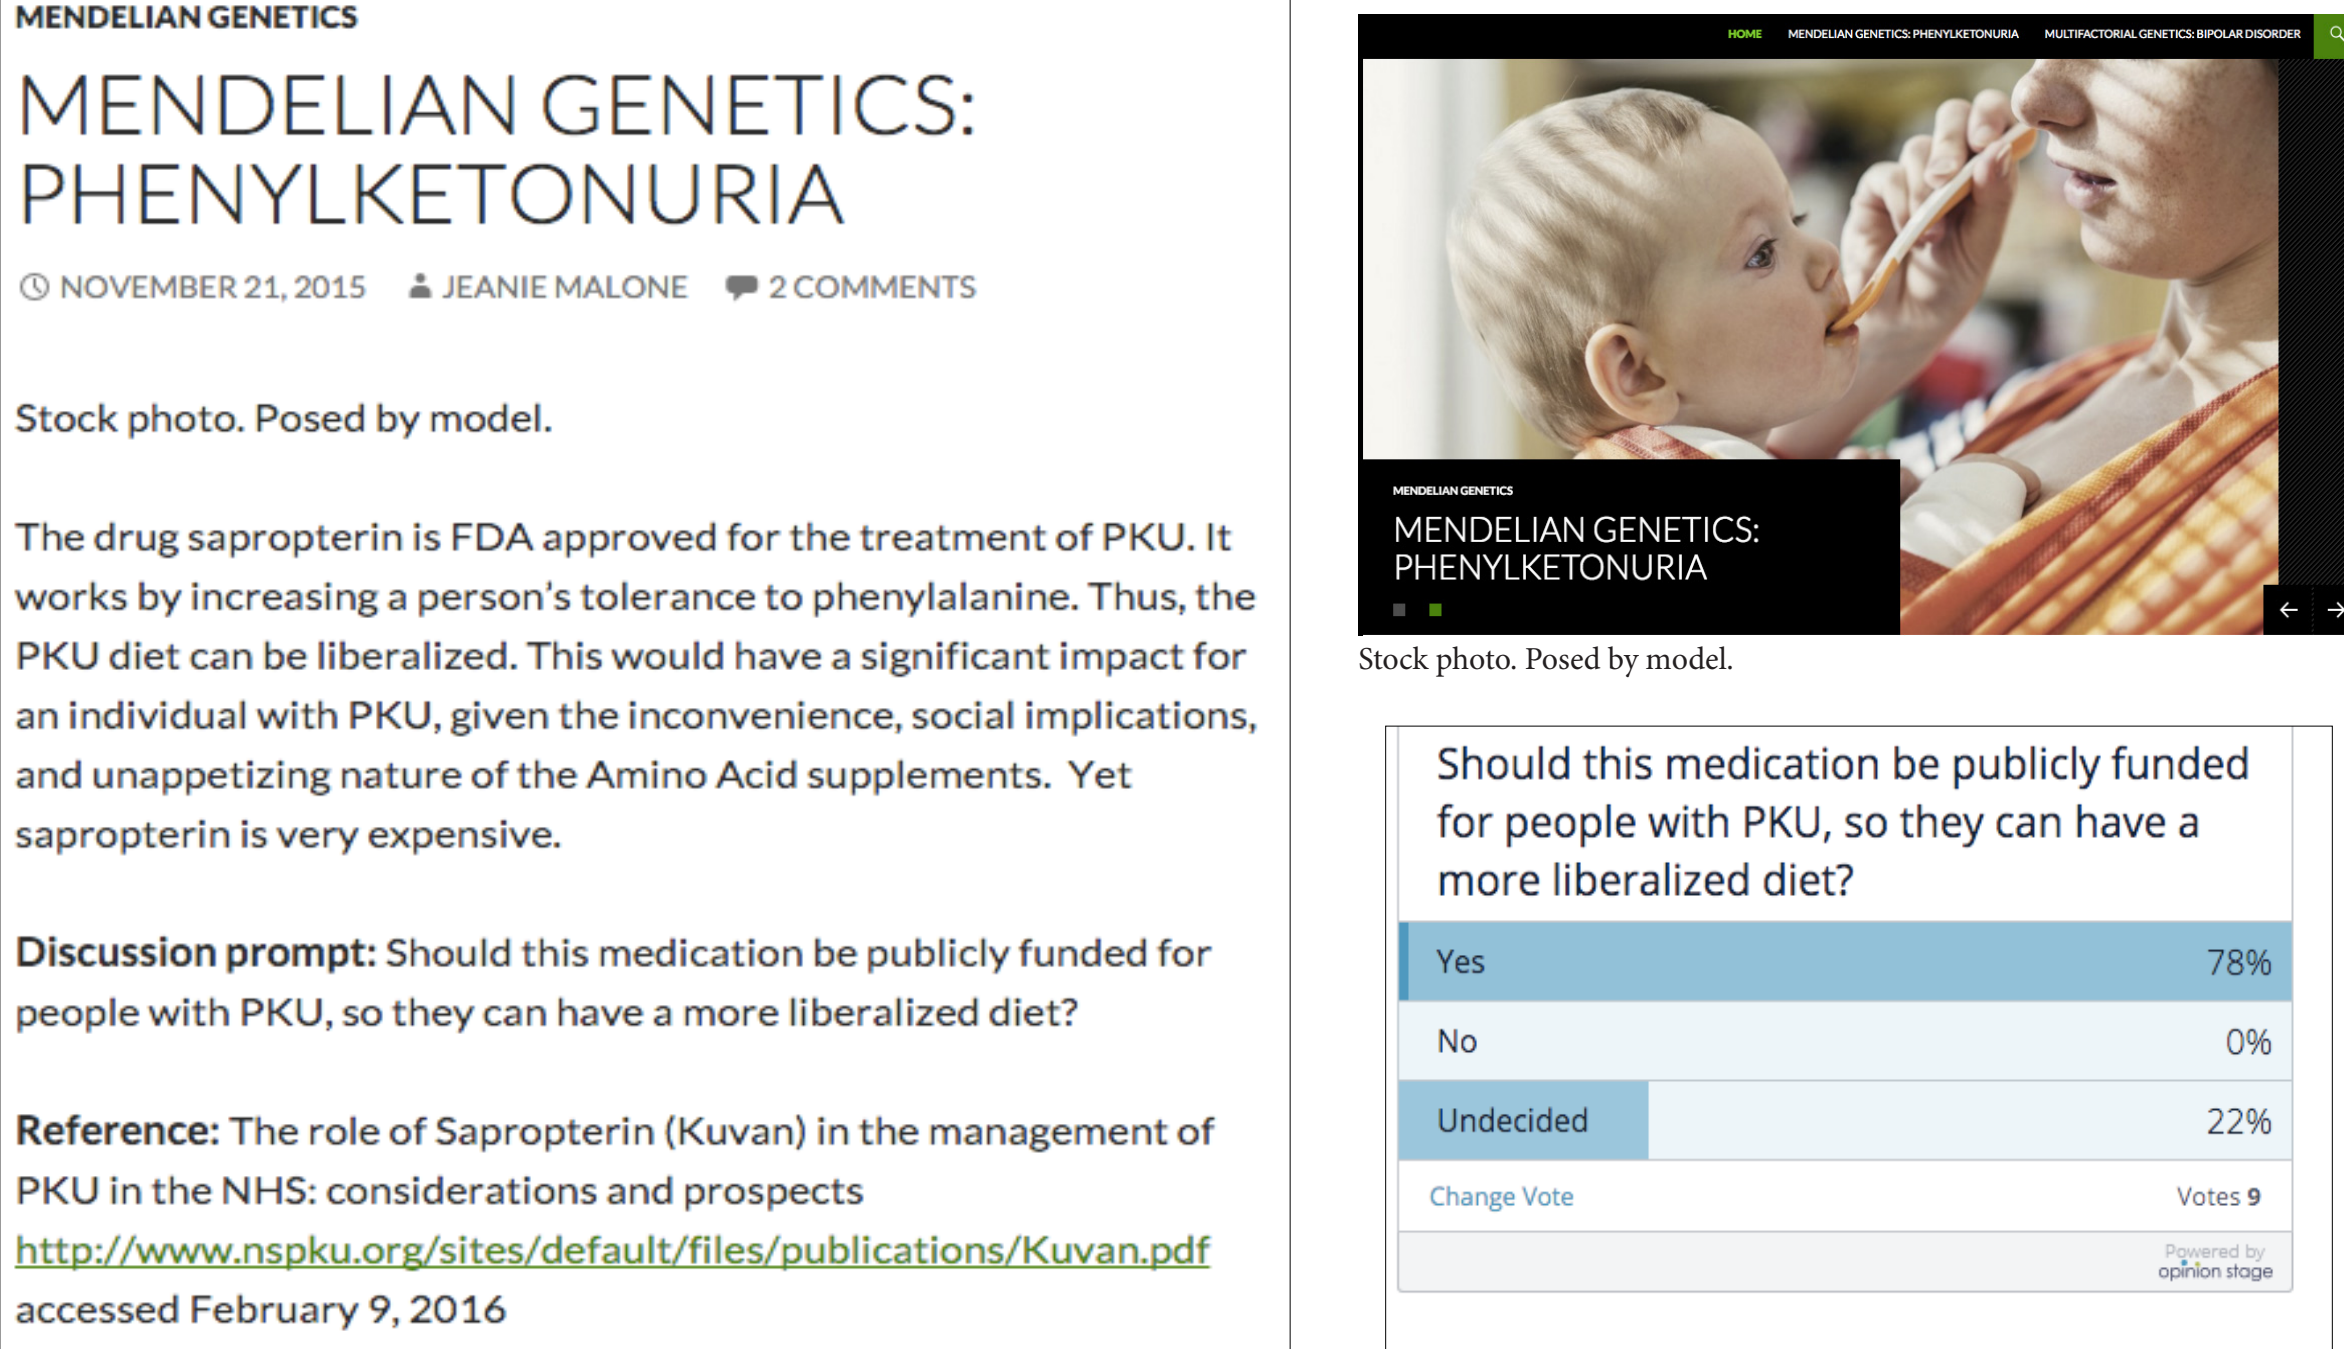 MENDELIAN GENETICS
MENDELIAN GENETICS:
PHENYLKETONURIA
NOVEMBER 21, 2015 JEANIE MALONE 2 COMMENTS
Stock photo. Posed by model.
The drug sapropterin is FDA approved for the treatment of PKU. It
works by increasing a person's tolerance to phenylalanine. Thus, the
PKU diet can be liberalized. This would have a significant impact for
an individual with PKU, given the inconvenience, social implications,
and unappetizing nature of the Amino Acid supplements. Yet
sapropterin is very expensive.
Discussion prompt: Should this medication be publicly funded for
people with PKU, so they can have a more liberalized diet?
Reference: The role of Sapropterin (Kuvan) in the management of
PKU in the NHS: considerations and prospects
http://www.nspku.org/sites/default/files/publications/Kuvan.pdf
accessed February 9, 2016
HOME MENDELIAN GENETICS: PHENYLKETONURIA MULTIFACTORIAL GENETICS: BIPOLAR DISORDER
MENDELIAN GENETICS
MENDELIAN GENETICS:
PHENYLKETONURIA
Stock photo. Posed by model.
Should this medication be publicly funded
for people with PKU, so they can have a
more liberalized diet?
Yes 78%
No 0%
Undecided 22%
Change Vote Votes 9
Powered by
opinion stage